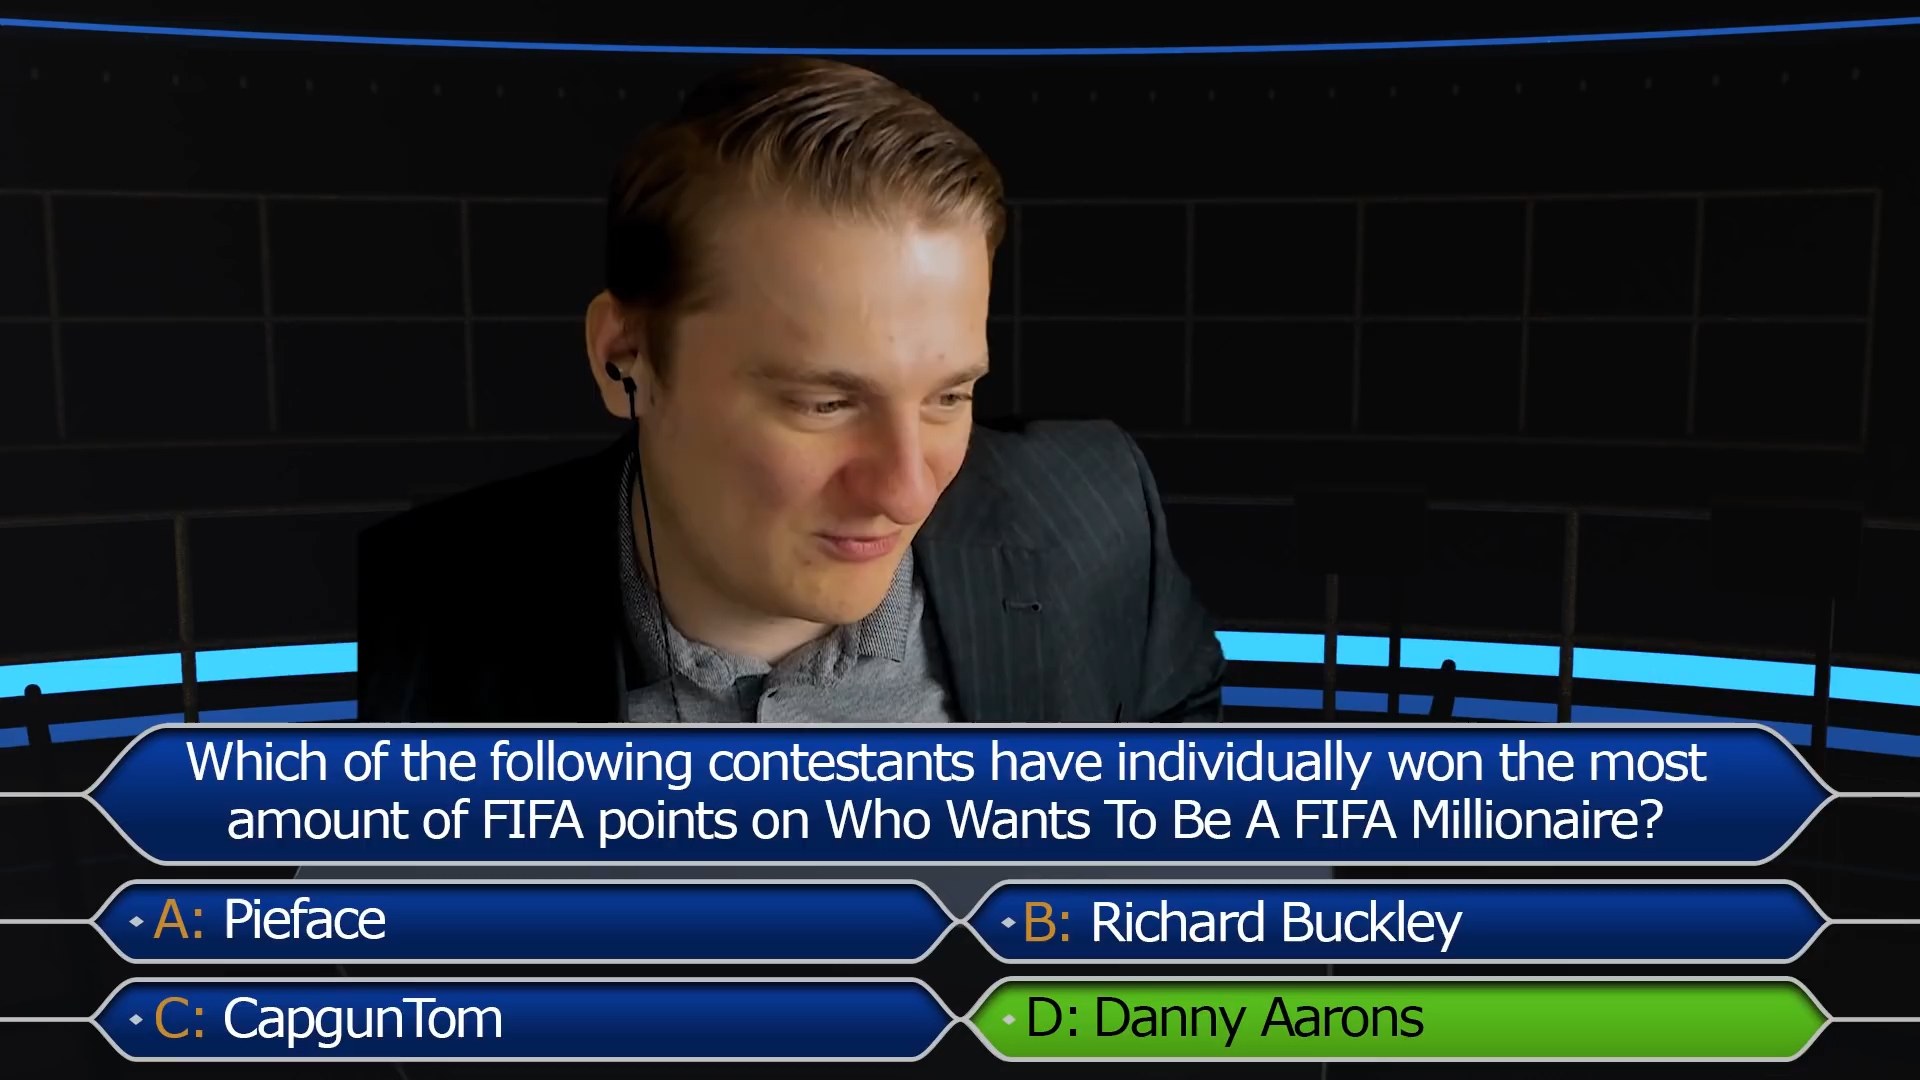 Which of the following contestants have individually won the most
amount of FIFA points on Who Wants To Be A FIFA Millionaire?
A: Pieface
B: Richard Buckley
C: CapgunTom
D: Danny Aarons